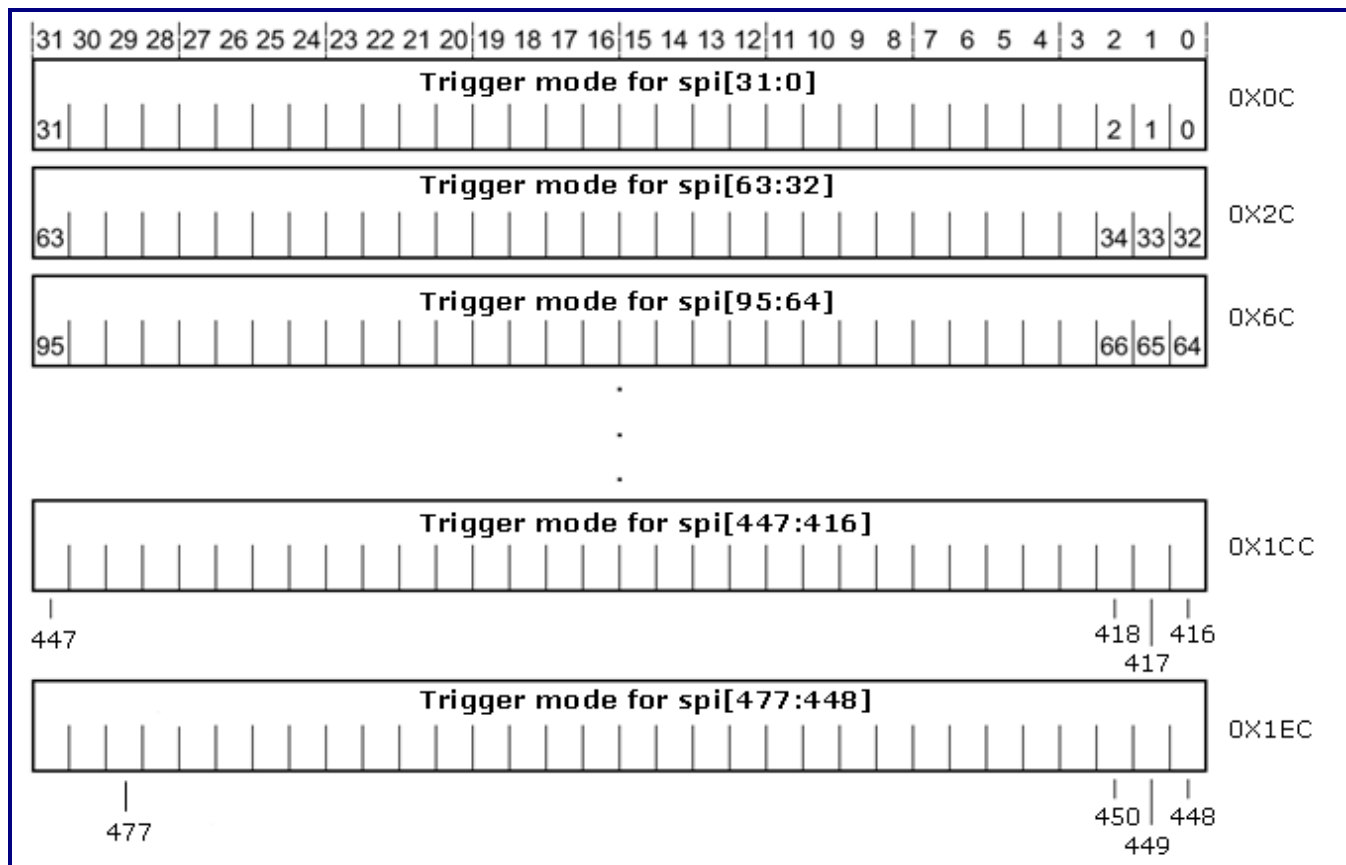 31 30 29 28 27 26 25 24 23 22 21 20 19 18 17 16 15 14 13 12 11 10 9 8 7 6 5 4 3 2 1 0
Trigger mode for spi[31:0]
0X0C
31 2 1 0
Trigger mode for spi[63:32]
0X2C
63 34 33 32
Trigger mode for spi[95:64]
0X6C
95 66 65 64
.
.
.
Trigger mode for spi[447:416]
0X1CC
447 418 416
417
Trigger mode for spi[477:448]
0X1EC
477 450 448
449